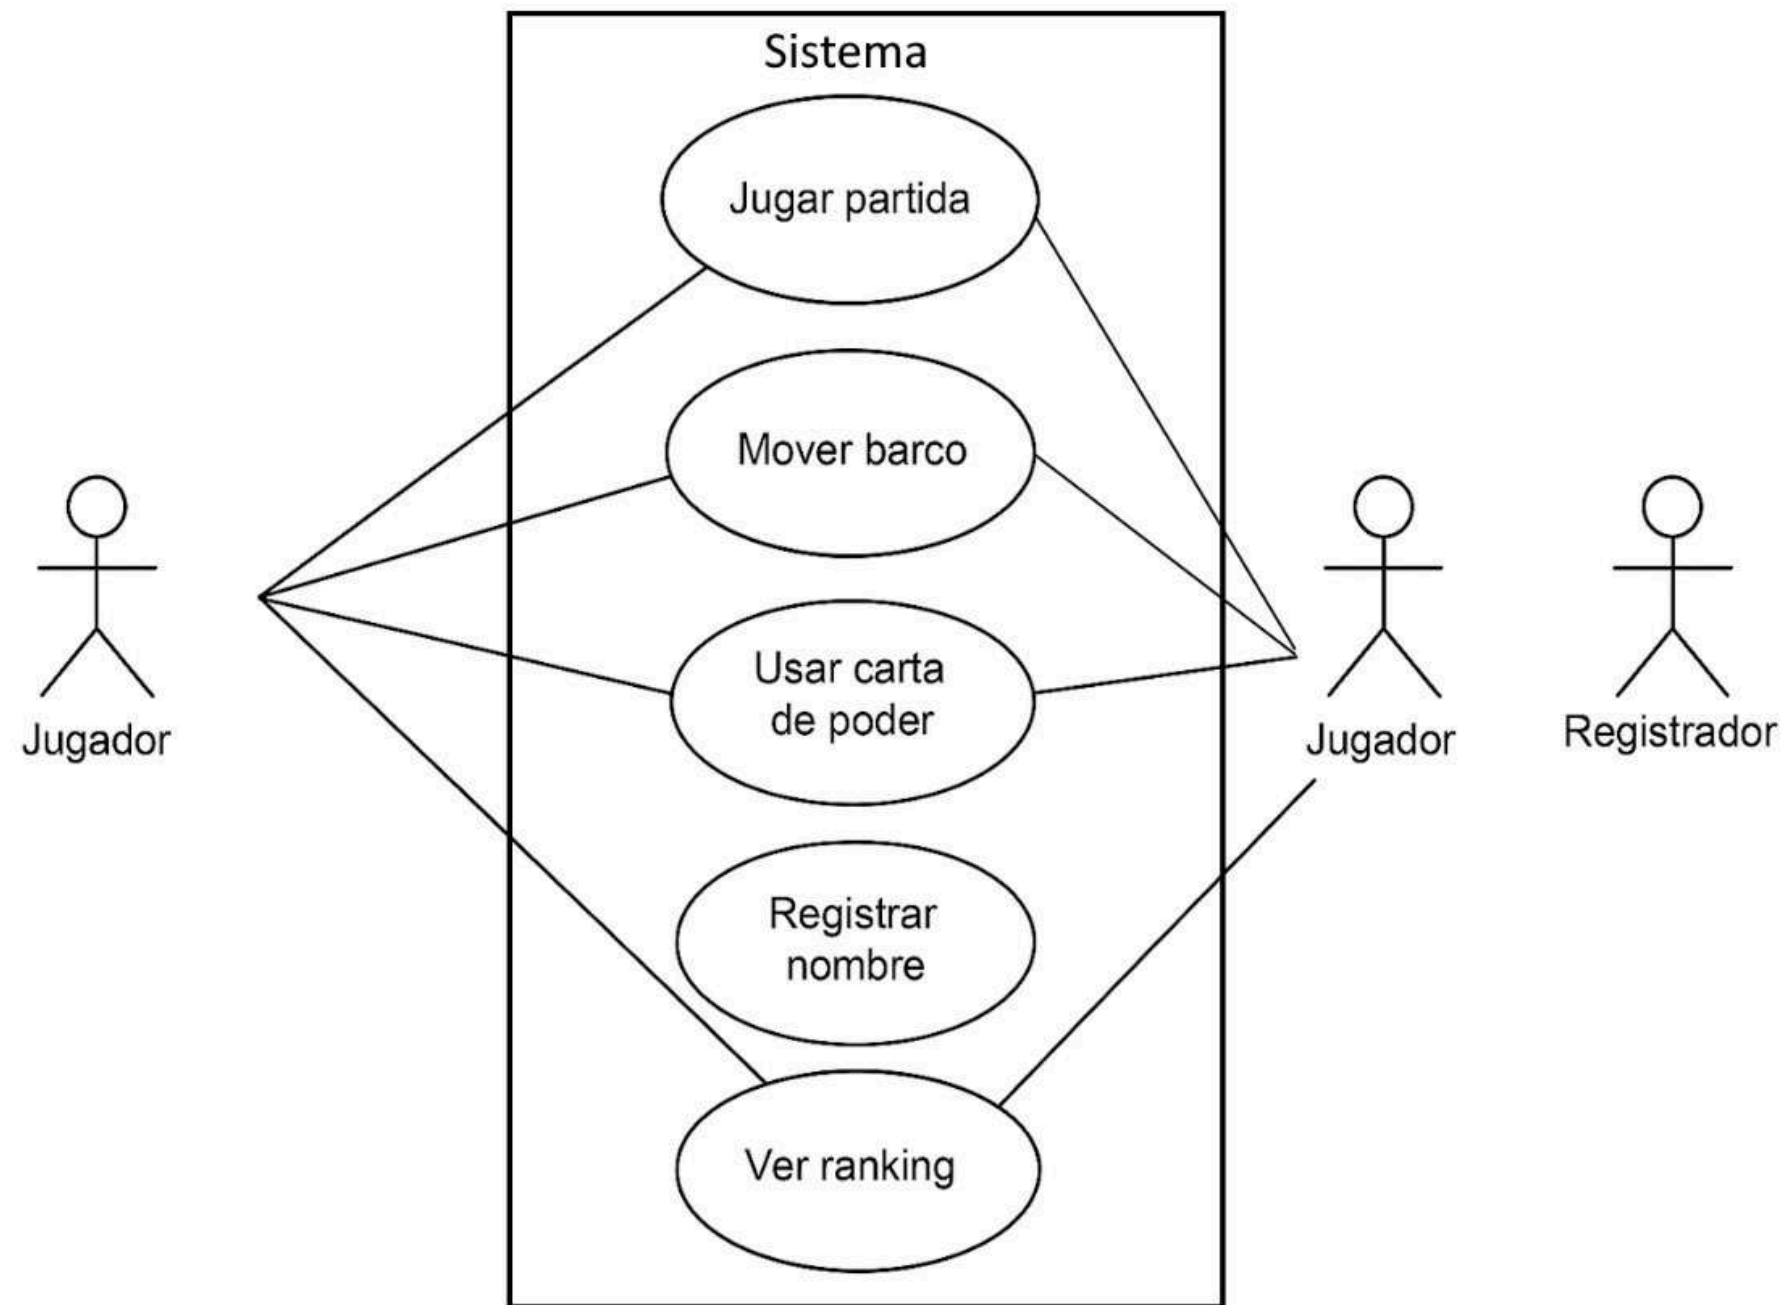 Sistema
Jugar partida
Mover barco
Usar carta
de poder
Jugador
Jugador
Registrador
Registrar
nombre
Ver ranking